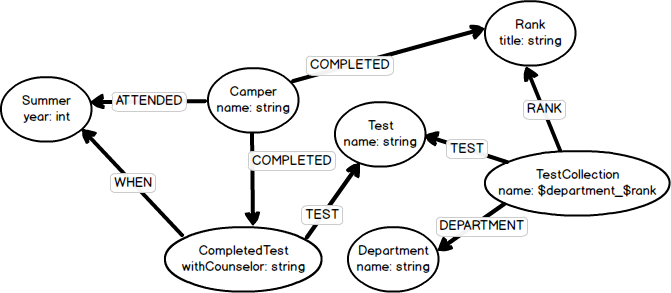 Rank
title: string
COMPLETED
Summer
year: int
ATTENDED
Camper
name: string
Test
name: string
RANK
COMPLETED
TEST
WHEN
TestCollection
name: $department_$rank
TEST
DEPARTMENT
CompletedTest
withCounselor: string
Department
name: string